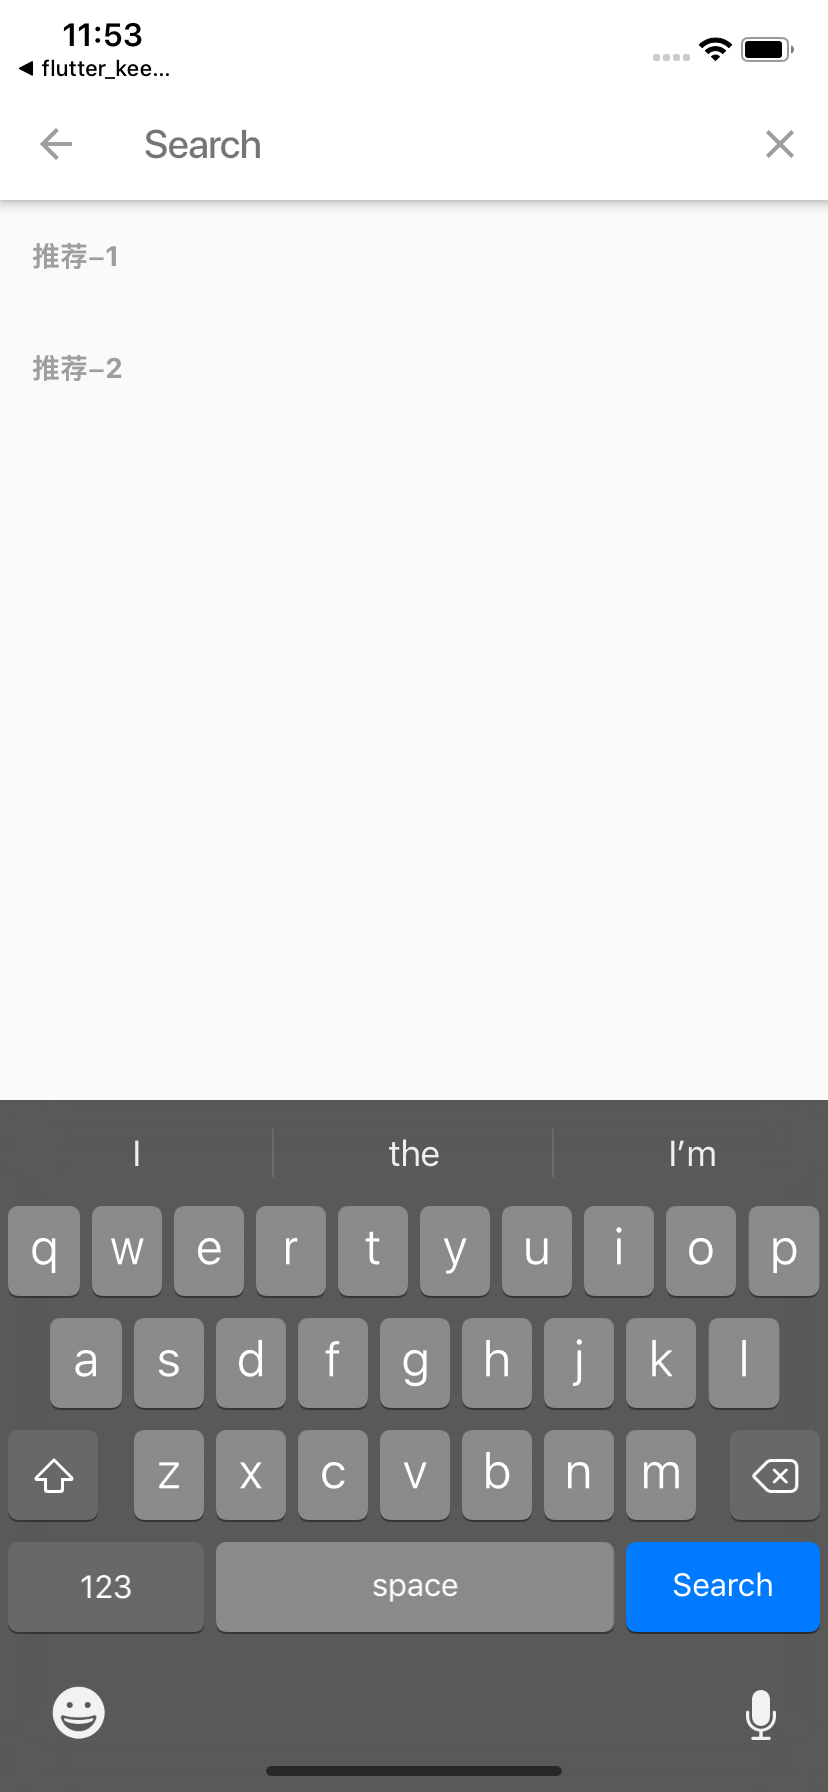 11:53
◀ flutter_kee...
Search
推荐–1
推荐–2
I the I’m
q w e r t y u i o p
a s d f g h j k l
z x c v b n m
123 space Search